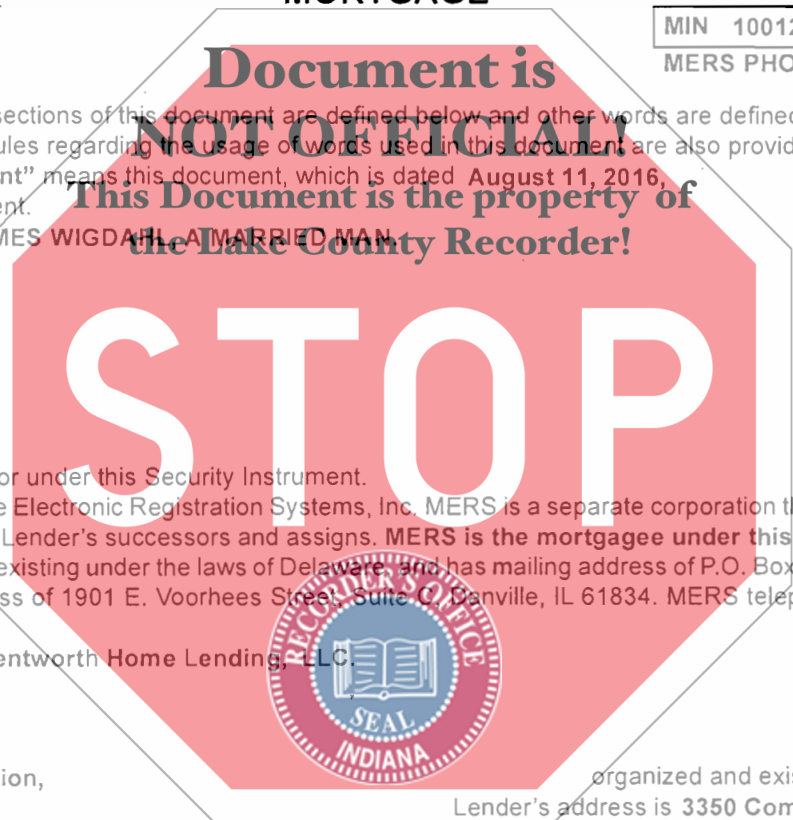 MORTGAGE
MIN 10012
MERS PHO
Document is
sections of this document are defined below and other words are defined
NOT OFFICIAL!
ules regarding the usage of words used in this document are also provid
nt" means this document, which is dated August 11, 2016,
This Document is the property of
ent.
MES WIGDAHL, A MARRIED MAN.
the Lake County Recorder!
STOP
or under this Security Instrument.
e Electronic Registration Systems, Inc. MERS is a separate corporation th
Lender's successors and assigns. MERS is the mortgagee under this
existing under the laws of Delaware, and has mailing address of P.O. Box
ss of 1901 E. Voorhees Street, Suite C, Danville, IL 61834. MERS telep
entworth Home Lending, LLC.
RECORDER'S OFFICE
SEAL
INDIANA
ion,
organized and exis
Lender's address is 3350 Com